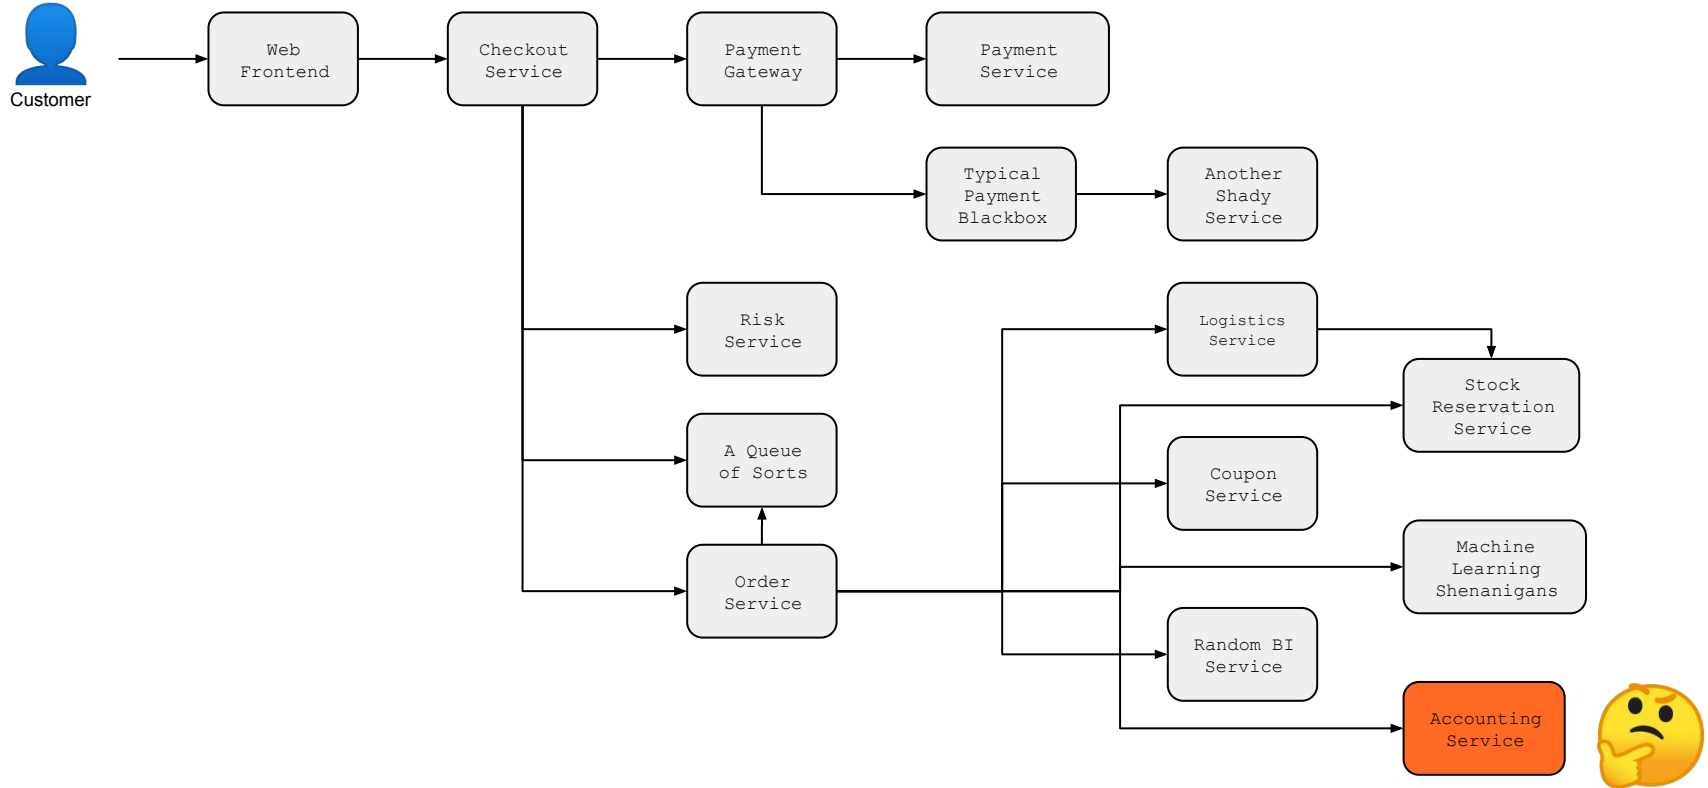 Customer
Web
Frontend
Checkout
Service
Payment
Gateway
Payment
Service
Typical
Payment
Blackbox
Another
Shady
Service
Risk
Service
Logistics
Service
Stock
Reservation
Service
A Queue
of Sorts
Coupon
Service
Order
Service
Machine
Learning
Shenanigans
Random BI
Service
Accounting
Service